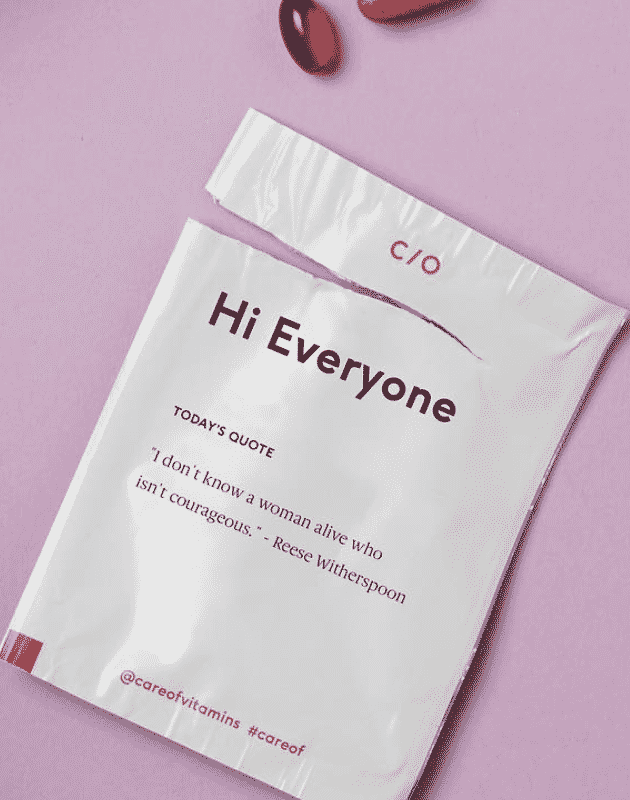 C/O
Hi Everyone
TODAY'S QUOTE
"I don't know a woman alive who
isn't courageous." - Reese Witherspoon
@careofvitamins #careof